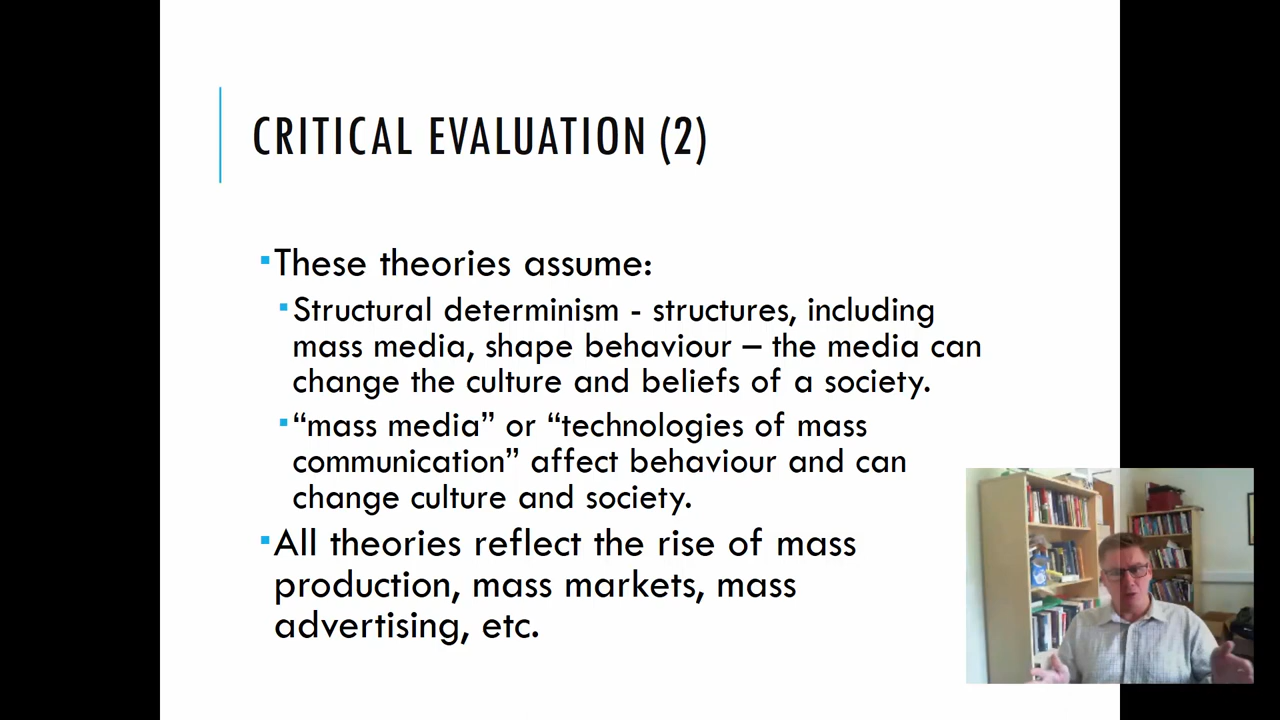 CRITICAL EVALUATION (2)
▪These theories assume:
▪Structural determinism - structures, including
mass media, shape behaviour – the media can
change the culture and beliefs of a society.
▪“mass media” or “technologies of mass
communication” affect behaviour and can
change culture and society.
▪All theories reflect the rise of mass
production, mass markets, mass
advertising, etc.